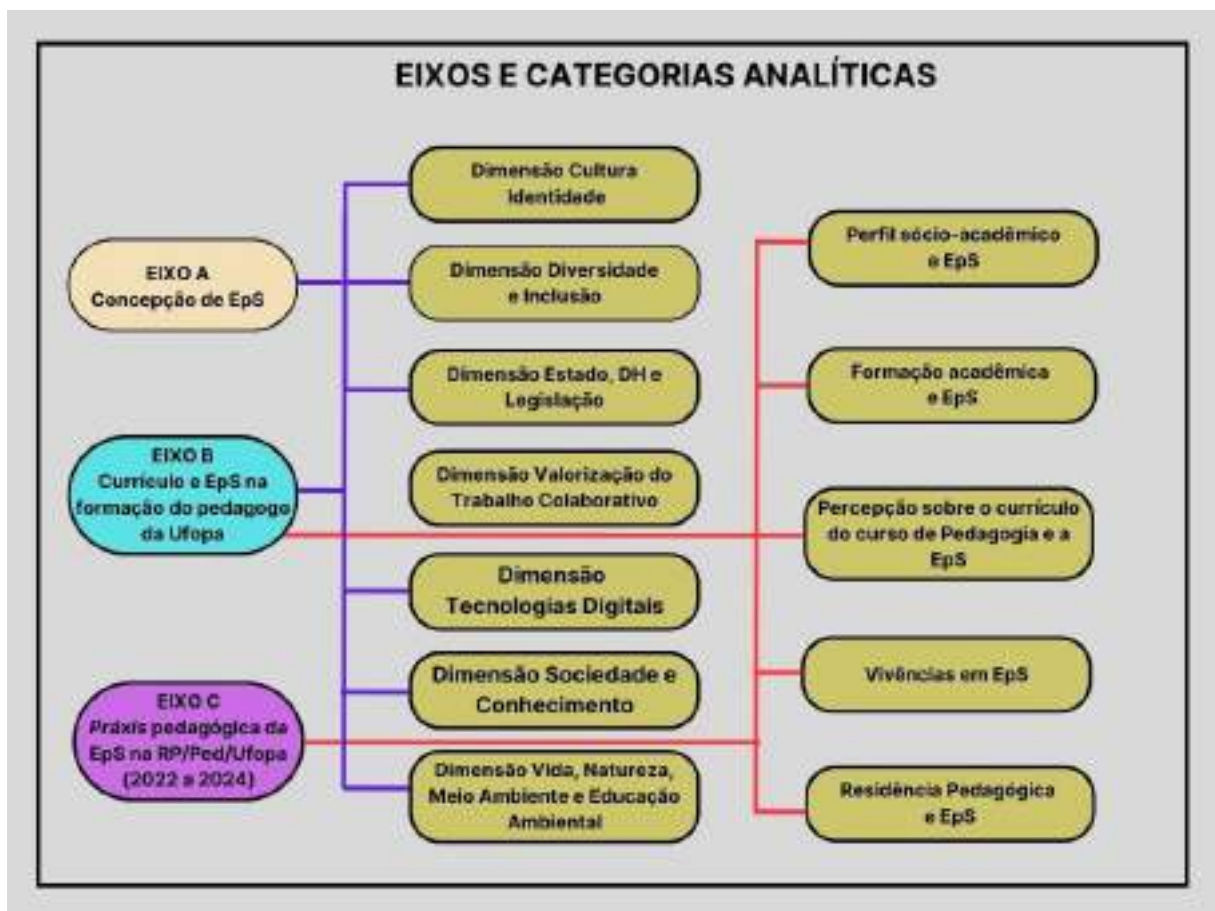 EIXOS E CATEGORIAS ANALÍTICAS
EIXO A
Concepção de EpS
EIXO B
Currículo e EpS na
formação do pedagogo
da Ufopa
EIXO C
Práxis pedagógica da
EpS na RP/Ped/Ufopa
(2022 a 2024)
Dimensão Cultura
Identidade
Dimensão Diversidade
e Inclusão
Dimensão Estado, DH e
Legislação
Dimensão Valorização do
Trabalho Colaborativo
Dimensão
Tecnologias Digitais
Dimensão Sociedade e
Conhecimento
Dimensão Vida, Natureza,
Meio Ambiente e Educação
Ambiental
Perfil sócio-acadêmico
e EpS
Formação acadêmica
e EpS
Percepção sobre o currículo
do curso de Pedagogia e a
EpS
Vivências em EpS
Residência Pedagógica
e EpS